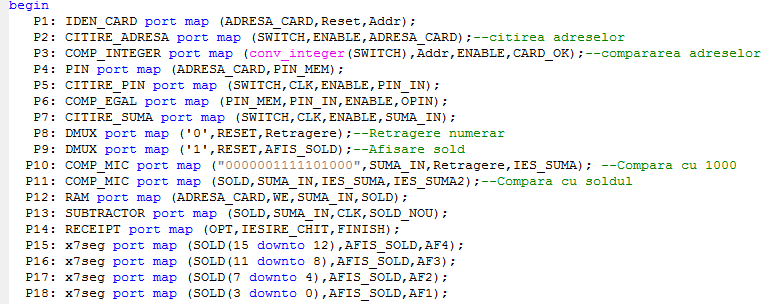 begin
P1: IDEN_CARD port map (ADRESA_CARD,Reset,Addr);
P2: CITIRE_ADRESA port map (SWITCH,ENABLE,ADRESA_CARD);--citirea adreselor
P3: COMP_INTEGER port map (conv_integer(SWITCH),Addr,ENABLE,CARD_OK);--compararea adreselor
P4: PIN port map (ADRESA_CARD,PIN_MEM);
P5: CITIRE_PIN port map (SWITCH,CLK,ENABLE,PIN_IN);
P6: COMP_EGAL port map (PIN_MEM,PIN_IN,ENABLE,OPIN);
P7: CITIRE_SUMA port map (SWITCH,CLK,ENABLE,SUMA_IN);
P8: DMUX port map ('0',RESET,Retragere);--Retragere numerar
P9: DMUX port map ('1',RESET,AFIS_SOLD);--Afisare sold
P10: COMP_MIC port map ("0000001111101000",SUMA_IN,Retragere,IES_SUMA); --Compara cu 1000
P11: COMP_MIC port map (SOLD,SUMA_IN,IES_SUMA,IES_SUMA2);--Compara cu soldul
P12: RAM port map (ADRESA_CARD,WE,SUMA_IN,SOLD);
P13: SUBTRACTOR port map (SOLD,SUMA_IN,CLK,SOLD_NOU);
P14: RECEIPT port map (OPT,IESIRE_CHIT,FINISH);
P15: x7seg port map (SOLD(15 downto 12),AFIS_SOLD,AF4);
P16: x7seg port map (SOLD(11 downto 8),AFIS_SOLD,AF3);
P17: x7seg port map (SOLD(7 downto 4),AFIS_SOLD,AF2);
P18: x7seg port map (SOLD(3 downto 0),AFIS_SOLD,AF1);